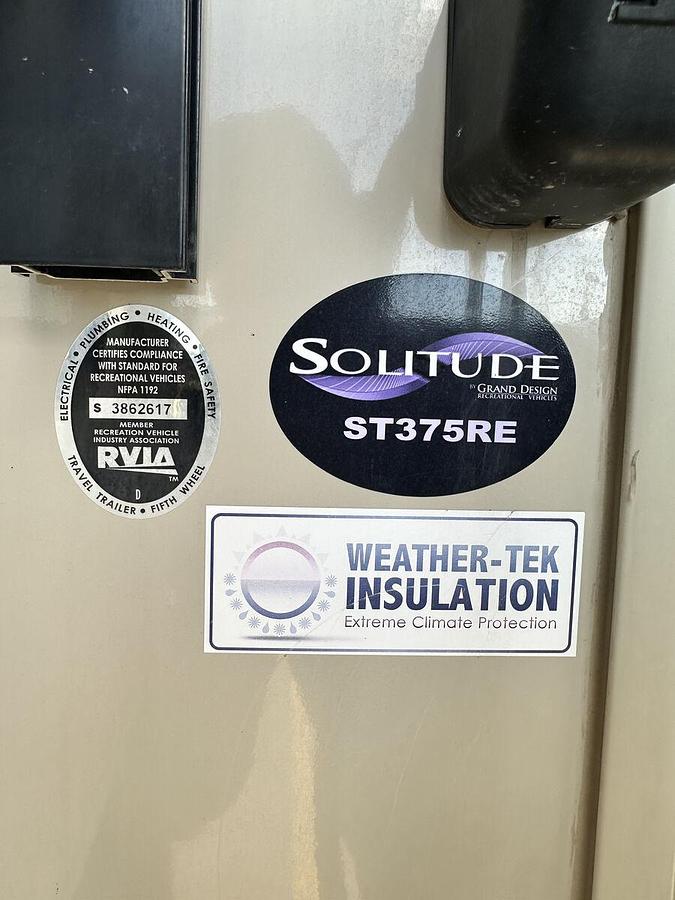 ELECTRICAL • PLUMBING • HEATING • FIRE SAFETY
MANUFACTURER
CERTIFIES COMPLIANCE
WITH STANDARD FOR
RECREATIONAL VEHICLES
NFPA 1192
S 3862617
MEMBER
RECREATION VEHICLE
INDUSTRY ASSOCIATION
RVIA
TM
D
TRAVEL TRAILER • FIFTH WHEEL
SOLITUDE
BY GRAND DESIGN
RECREATIONAL VEHICLES
ST375RE
WEATHER-TEK
INSULATION
Extreme Climate Protection